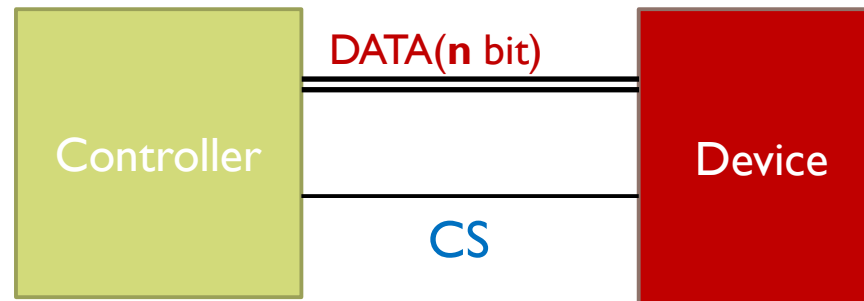 DATA(n bit)
Controller
Device
CS